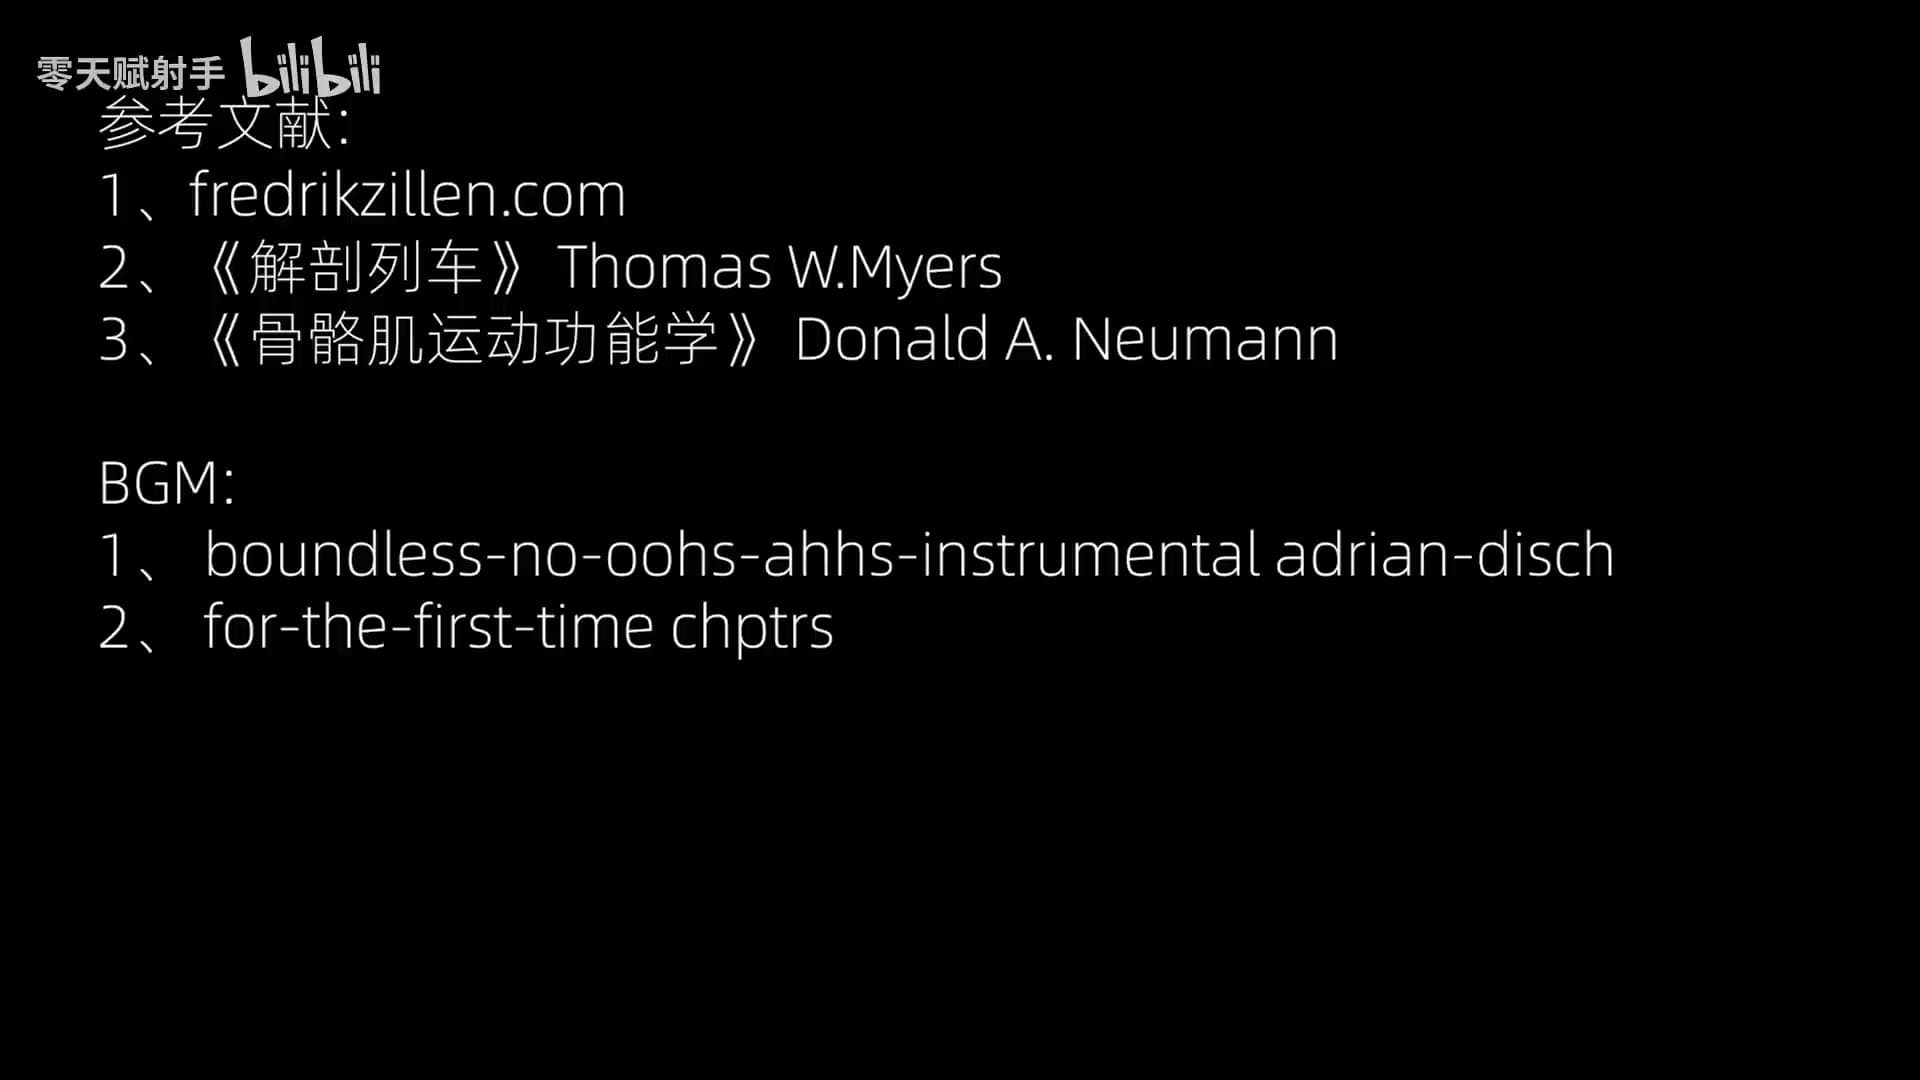 零天赋射手 bilibili
参考文献:
1、fredrikzillen.com
2、《解剖列车》 Thomas W.Myers
3、《骨骼肌运动功能学》 Donald A. Neumann
BGM:
1、 boundless-no-oohs-ahhs-instrumental adrian-disch
2、 for-the-first-time chptrs